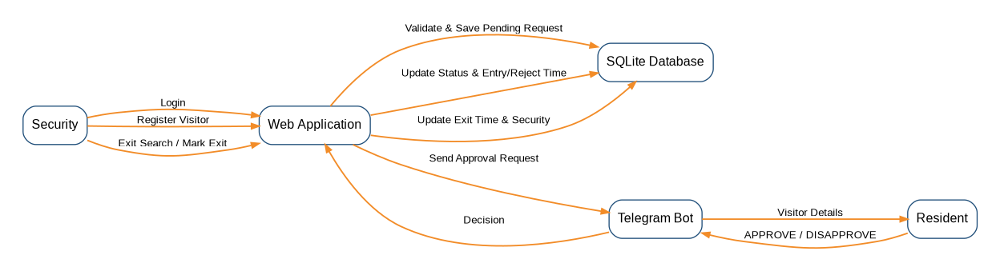 Validate & Save Pending Request
SQLite Database
Update Status & Entry/Reject Time
Login
Register Visitor
Security
Web Application
Update Exit Time & Security
Exit Search / Mark Exit
Send Approval Request
Decision
Telegram Bot
Visitor Details
Resident
APPROVE / DISAPPROVE